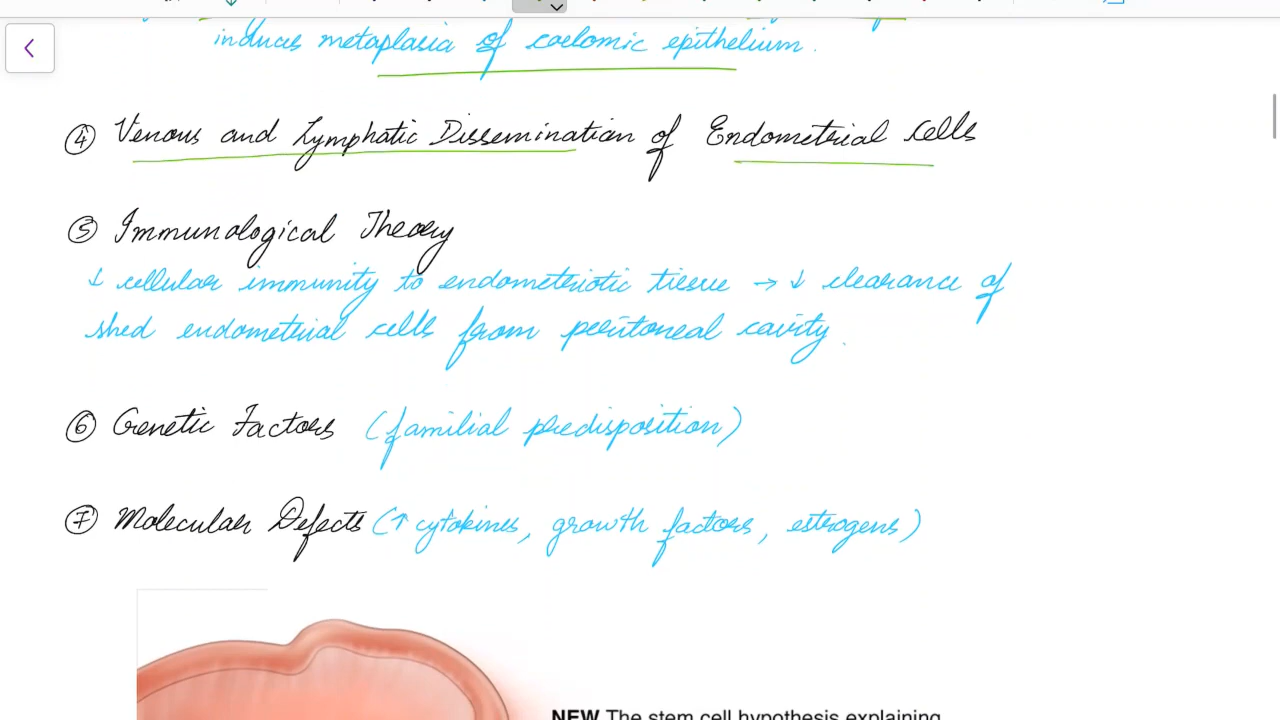 induces metaplasia of coelomic epithelium.
④ Venous and Lymphatic Dissemination of Endometrial Cells
⑤ Immunological Theory
↓ cellular immunity to endometriotic tissue → ↓ clearance of
shed endometrial cells from peritoneal cavity.
⑥ Genetic Factors (familial predisposition)
⑦ Molecular Defects (↑ cytokines, growth factors, estrogens)
NEW The stem cell hypothesis explaining